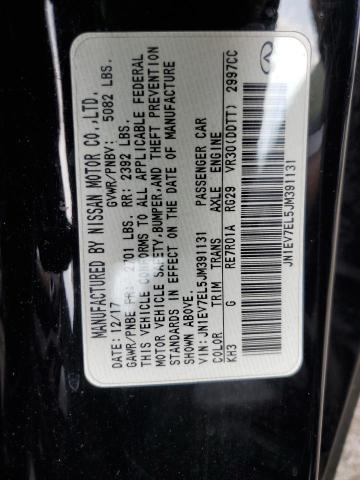 MANUFACTURED BY NISSAN MOTOR CO.,LTD.
DATE: 12/17 GVWR/PNBV: 5082 LBS.
GAWR/PNBE FR: 2701 LBS. RR: 2392 LBS.
THIS VEHICLE CONFORMS TO ALL APPLICABLE FEDERAL
MOTOR VEHICLE SAFETY,BUMPER,AND THEFT PREVENTION
STANDARDS IN EFFECT ON THE DATE OF MANUFACTURE
SHOWN ABOVE.
VIN: JN1EV7EL5JM391131 PASSENGER CAR
COLOR TRIM TRANS AXLE ENGINE
KH3 G RE7R01A RG29 VR30(DDTT) 2997CC
JN1EV7EL5JM391131